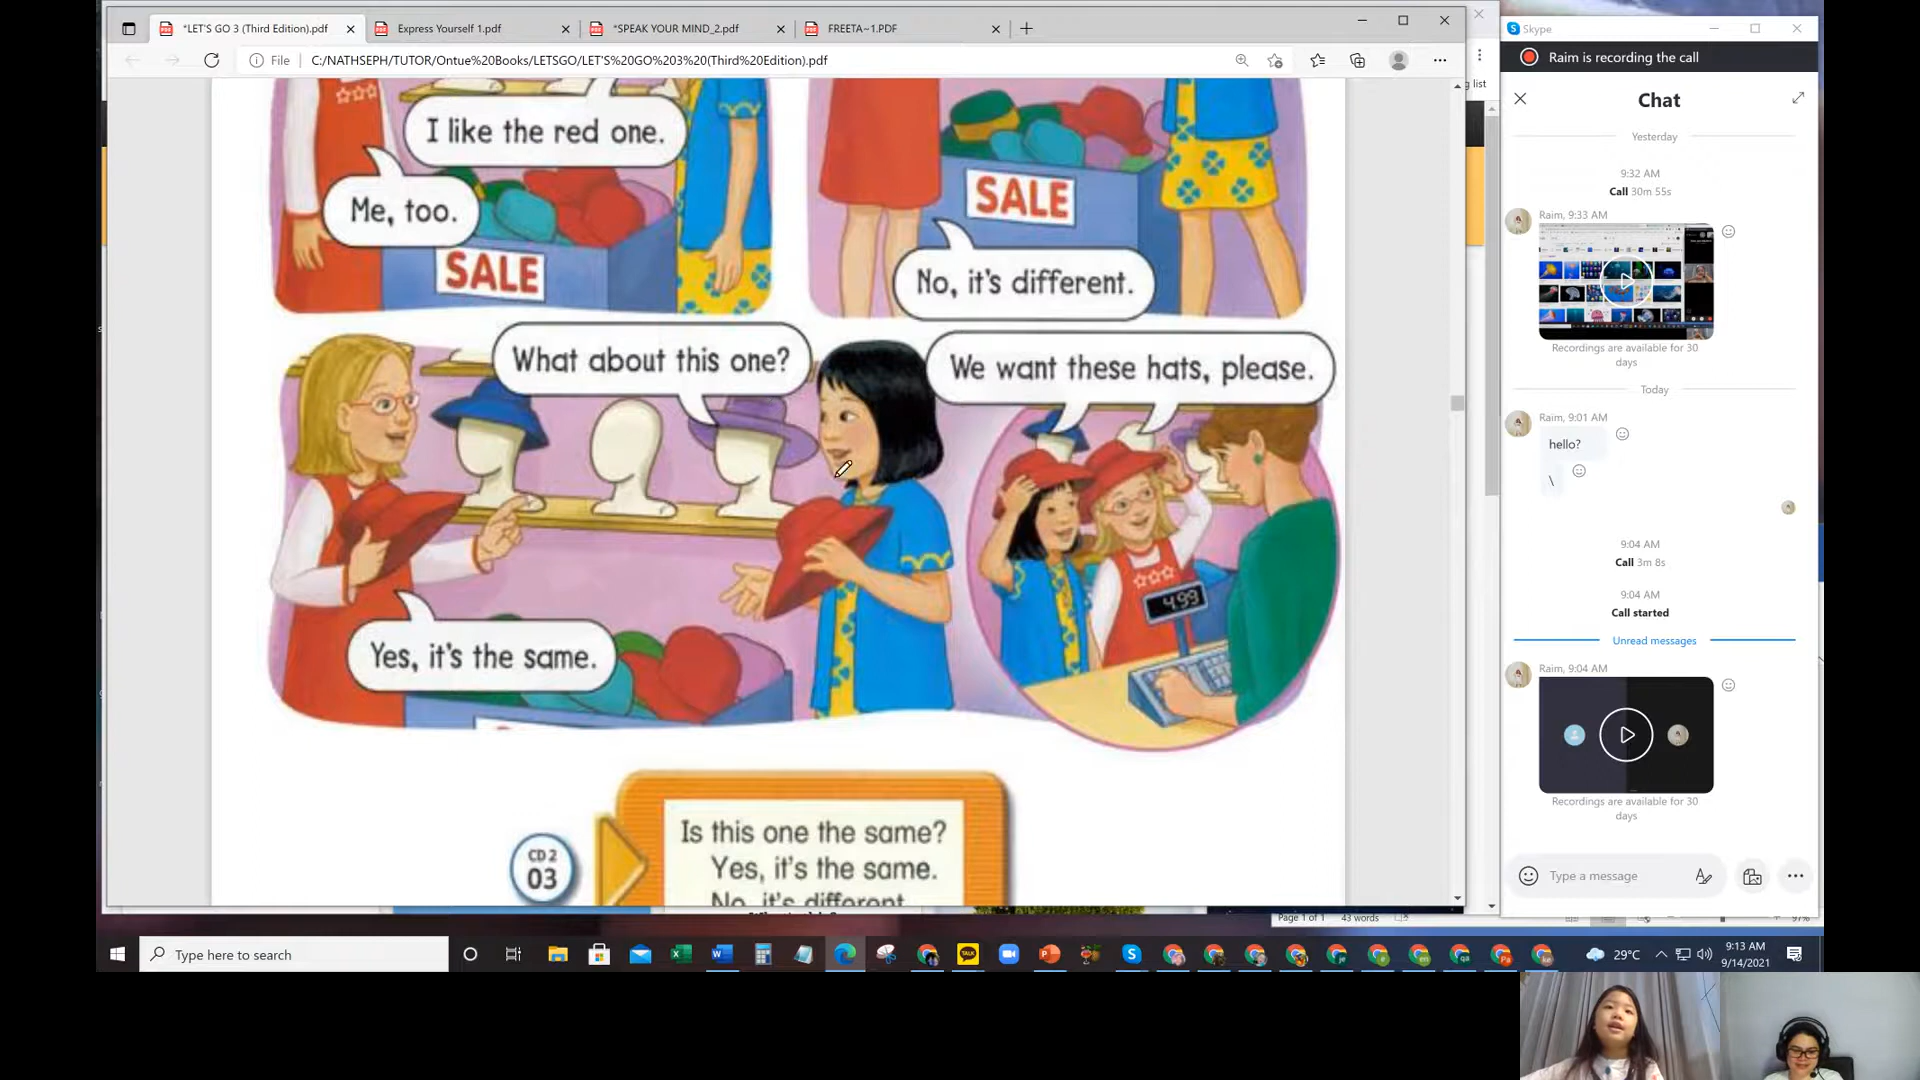 *LET'S GO 3 (Third Edition).pdf
Express Yourself 1.pdf
*SPEAK YOUR MIND_2.pdf
FREETA~1.PDF
File
C:/NATHSEPH/TUTOR/Ontue%20Books/LETSGO/LET'S%20GO%203%20(Third%20Edition).pdf
I like the red one.
Me, too.
SALE
SALE
No, it's different.
What about this one?
We want these hats, please.
4.99
Yes, it's the same.
CD 2
03
Is this one the same?
Yes, it's the same.
No, it's different.
g list
Skype
Raim is recording the call
Chat
Yesterday
9:32 AM
Call 30m 55s
Raim, 9:33 AM
Recordings are available for 30
days
Today
Raim, 9:01 AM
hello?
\
9:04 AM
Call 3m 8s
9:04 AM
Call started
Unread messages
Raim, 9:04 AM
Recordings are available for 30
days
Type a message
Page 1 of 1
43 words
97%
Type here to search
TALK
29°C
9:13 AM
9/14/2021